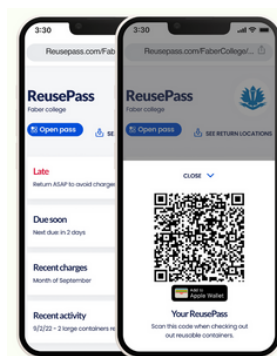 3:30
Reusepass.com/Fab
ReusePass
Faber college
Open pass
SE
Late
Return ASAP to avoid charge
Due soon
Next due in 2 days
Recent charges
Month of September
Recent activity
9/2/22 - 2 large containers re
3:30
Reusepass.com/FaberCollege/...
ReusePass
Faber college
Open pass
SEE RETURN LOCATIONS
CLOSE
Add to
Apple Wallet
Your ReusePass
Scan this code when checking out
out reusable containers.